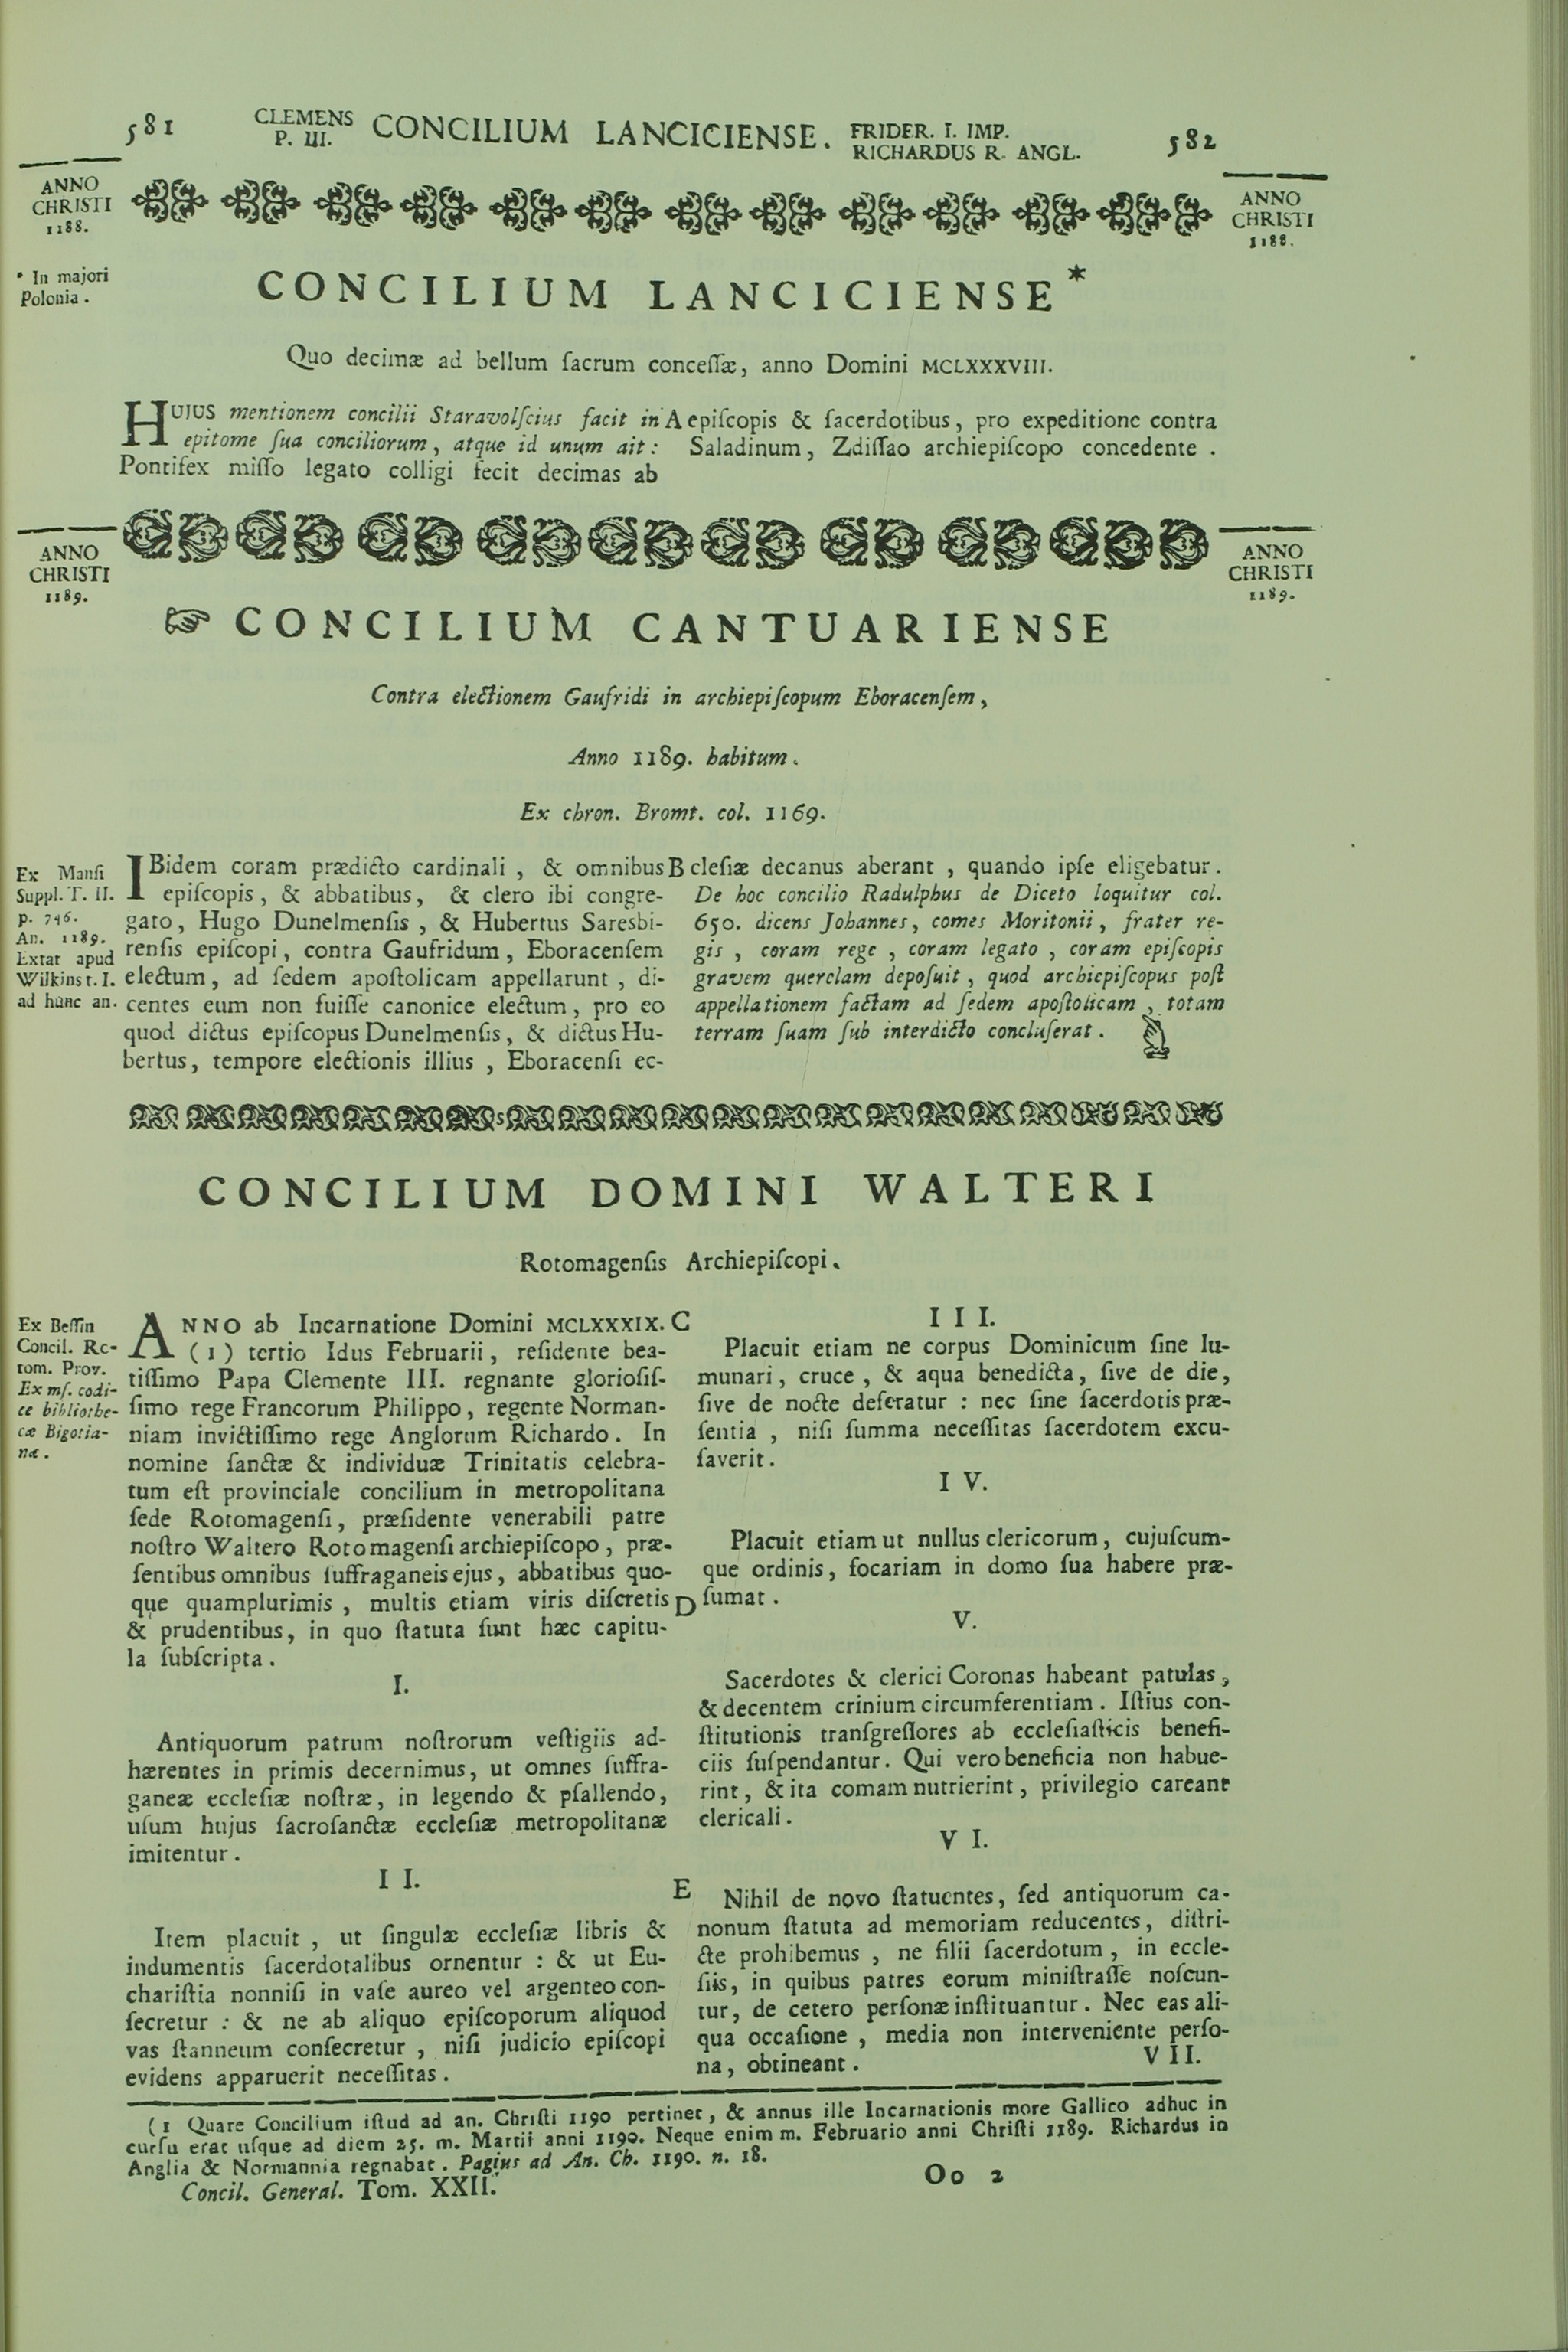 581 CLEMENS P. III. CONCILIUM LANCICIENSE. FRIDER. I. IMP. RICHARDUS R. ANGL. 582
ANNO
CHRISTI
1188.
ANNO
CHRISTI
1188.
* In majori
Polonia.
CONCILIUM LANCICIENSE*
Quo decimæ ad bellum ſacrum conceſſæ, anno Domini MCLXXXVIII.
HUJUS mentionem concilii Staravolſcius facit in
epitome ſua conciliorum, atque id unum ait:
Pontifex miſſo legato colligi fecit decimas ab
A
epiſcopis & ſacerdotibus, pro expeditione contra
Saladinum, Zdiſlao archiepiſcopo concedente.
ANNO
CHRISTI
1189.
ANNO
CHRISTI
1189.
☞ CONCILIUM CANTUARIENSE
Contra electionem Gaufridi in archiepiſcopum Eboracenſem,
Anno 1189. habitum.
Ex chron. Bromt. col. 1169.
Ex Manſi
Suppl. T. II.
p. 746.
An. 1189.
Extat apud
Wilkins t. I.
ad hunc an.
IBidem coram prædicto cardinali, & omnibus
epiſcopis, & abbatibus, & clero ibi congre-
gato, Hugo Dunelmenſis, & Hubertus Saresbi-
renſis epiſcopi, contra Gaufridum, Eboracenſem
electum, ad ſedem apoſtolicam appellarunt, di-
centes eum non fuiſſe canonice electum, pro eo
quod dictus epiſcopus Dunelmenſis, & dictus Hu-
bertus, tempore electionis illius, Eboracenſi ec-
B
cleſiæ decanus aberant, quando ipſe eligebatur.
De hoc concilio Radulphus de Diceto loquitur col.
650. dicens Johannes, comes Moritonii, frater re-
gis, coram rege, coram legato, coram epiſcopis
gravem querelam depoſuit, quod archiepiſcopus poſt
appellationem factam ad ſedem apoſtolicam, totam
terram ſuam ſub interdicto concluſerat.
CONCILIUM DOMINI WALTERI
Rotomagenſis Archiepiſcopi.
Ex Beſſin
Concil. Ro-
tom. Prov.
Ex mſ. codi-
ce bibliothe-
cæ Bigotia-
næ.
ANNO ab Incarnatione Domini MCLXXXIX.
(1) tertio Idus Februarii, reſidente bea-
tiſſimo Papa Clemente III. regnante glorioſiſ-
ſimo rege Francorum Philippo, regente Norman-
niam invictiſſimo rege Anglorum Richardo. In
nomine ſanctæ & individuæ Trinitatis celebra-
tum eſt provinciale concilium in metropolitana
ſede Rotomagenſi, præſidente venerabili patre
noſtro Waltero Rotomagenſi archiepiſcopo, præ-
ſentibus omnibus ſuffraganeis ejus, abbatibus quo-
que quamplurimis, multis etiam viris diſcretis
& prudentibus, in quo ſtatuta ſunt hæc capitu-
la ſubſcripta.
I.
Antiquorum patrum noſtrorum veſtigiis ad-
hærentes in primis decernimus, ut omnes ſuffra-
ganeæ eccleſiæ noſtræ, in legendo & pſallendo,
uſum hujus ſacroſanctæ eccleſiæ metropolitanæ
imitentur.
II.
Item placuit, ut ſingulæ eccleſiæ libris &
indumentis ſacerdotalibus ornentur: & ut Eu-
chariſtia nonniſi in vaſe aureo vel argenteo con-
ſecretur: & ne ab aliquo epiſcoporum aliquod
vas ſtanneum conſecretur, niſi judicio epiſcopi
evidens apparuerit neceſſitas.
C
III.
Placuit etiam ne corpus Dominicum ſine lu-
munari, cruce, & aqua benedicta, ſive de die,
ſive de nocte deferatur: nec ſine ſacerdotis præ-
ſentia, niſi ſumma neceſſitas ſacerdotem excu-
ſaverit.
IV.
Placuit etiam ut nullus clericorum, cujuſcum-
que ordinis, focariam in domo ſua habere præ-
D
ſumat.
V.
Sacerdotes & clerici Coronas habeant patulas,
& decentem crinium circumferentiam. Iſtius con-
ſtitutionis tranſgreſſores ab eccleſiaſticis benefi-
ciis ſuſpendantur. Qui vero beneficia non habue-
rint, & ita comam nutrierint, privilegio careant
clericali.
VI.
E
Nihil de novo ſtatuentes, ſed antiquorum ca-
nonum ſtatuta ad memoriam reducentes, diſtri-
cte prohibemus, ne filii ſacerdotum, in eccle-
ſiis, in quibus patres eorum miniſtraſſe noſcun-
tur, de cetero perſonæ inſtituantur. Nec eas ali-
qua occaſione, media non interveniente perſo-
na, obtineant.
VII.
(1 Quare Concilium iſtud ad an. Chriſti 1190 pertinet, & annus ille Incarnationis more Gallico adhuc in
curſu erat uſque ad diem 25. m. Martii anni 1190. Neque enim m. Februario anni Chriſti 1189. Richardus in
Anglia & Normannia regnabat. Pagius ad An. Ch. 1190. n. 18.
Concil. General. Tom. XXII.
Oo 2